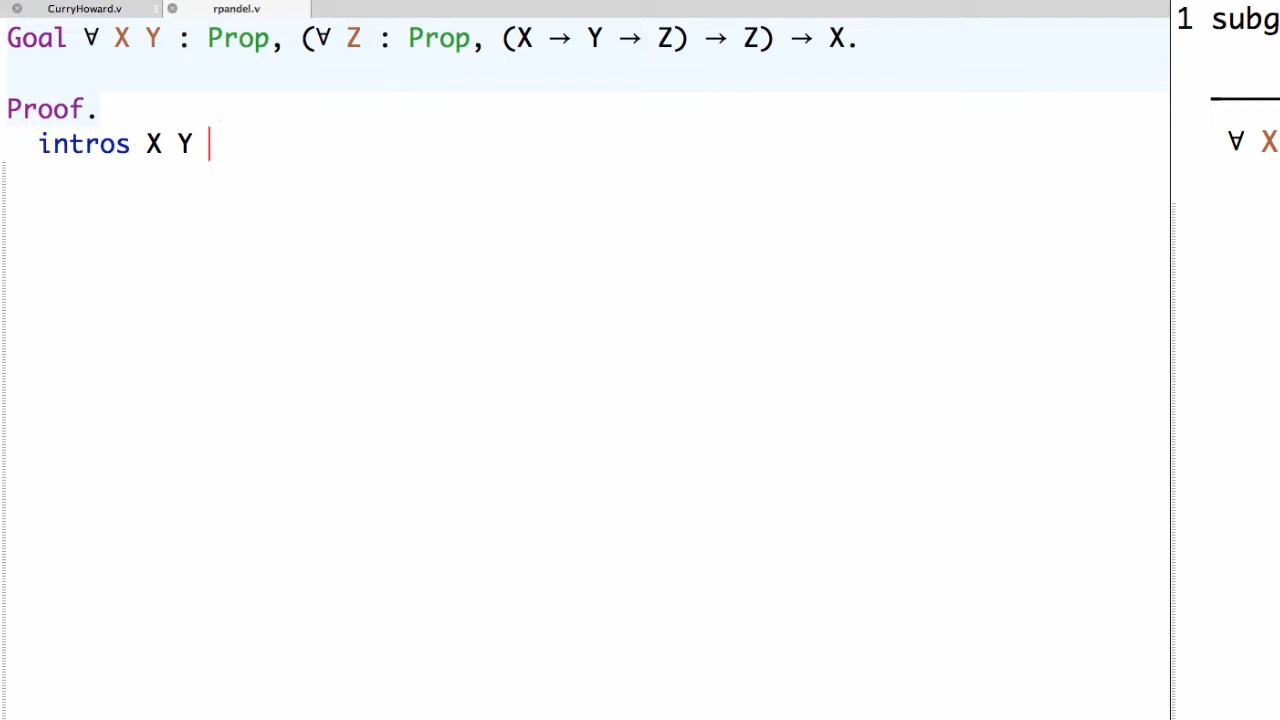 CurryHoward.v
rpandel.v
Goal ∀ X Y : Prop, (∀ Z : Prop, (X → Y → Z) → Z) → X.
Proof.
intros X Y
1 subg
∀ X